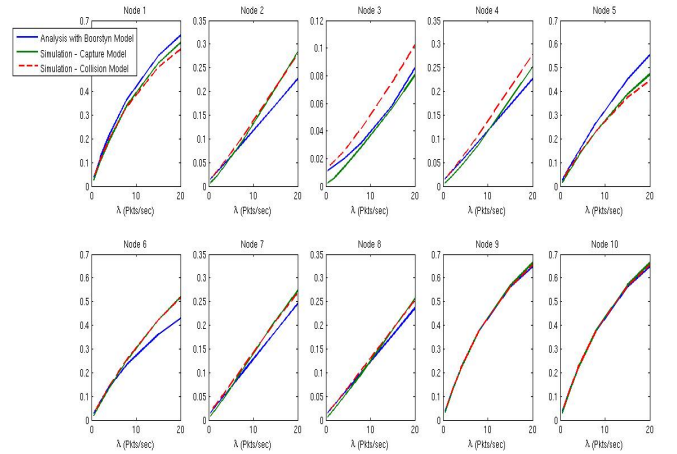 Node 1
Node 2
Node 3
Node 4
Node 5
0.7
0.5
0.4
0.3
0.2
0.1
0
0 10 20
λ (Pkts/sec)
Analysis with Boorstyn Model
Simulation - Capture Model
Simulation - Collision Model
0.35
0.3
0.25
0.2
0.15
0.1
0.05
0
0 10 20
λ (Pkts/sec)
0.12
0.1
0.08
0.06
0.04
0.02
0
0 10 20
λ (Pkts/sec)
0.35
0.3
0.25
0.2
0.15
0.1
0.05
0
0 10 20
λ (Pkts/sec)
0.7
0.6
0.5
0.4
0.3
0.2
0.1
0
0 10 20
λ (Pkts/sec)
Node 6
Node 7
Node 8
Node 9
Node 10
0.7
0.6
0.5
0.4
0.3
0.2
0.1
0
0 10 20
λ (Pkts/sec)
0.35
0.3
0.25
0.2
0.15
0.1
0.05
0
0 10 20
λ (Pkts/sec)
0.35
0.3
0.25
0.2
0.15
0.1
0.05
0
0 10 20
λ (Pkts/sec)
0.7
0.6
0.5
0.4
0.3
0.2
0.1
0
0 10 20
λ (Pkts/sec)
0.7
0.6
0.5
0.4
0.3
0.2
0.1
0
0 10 20
λ (Pkts/sec)